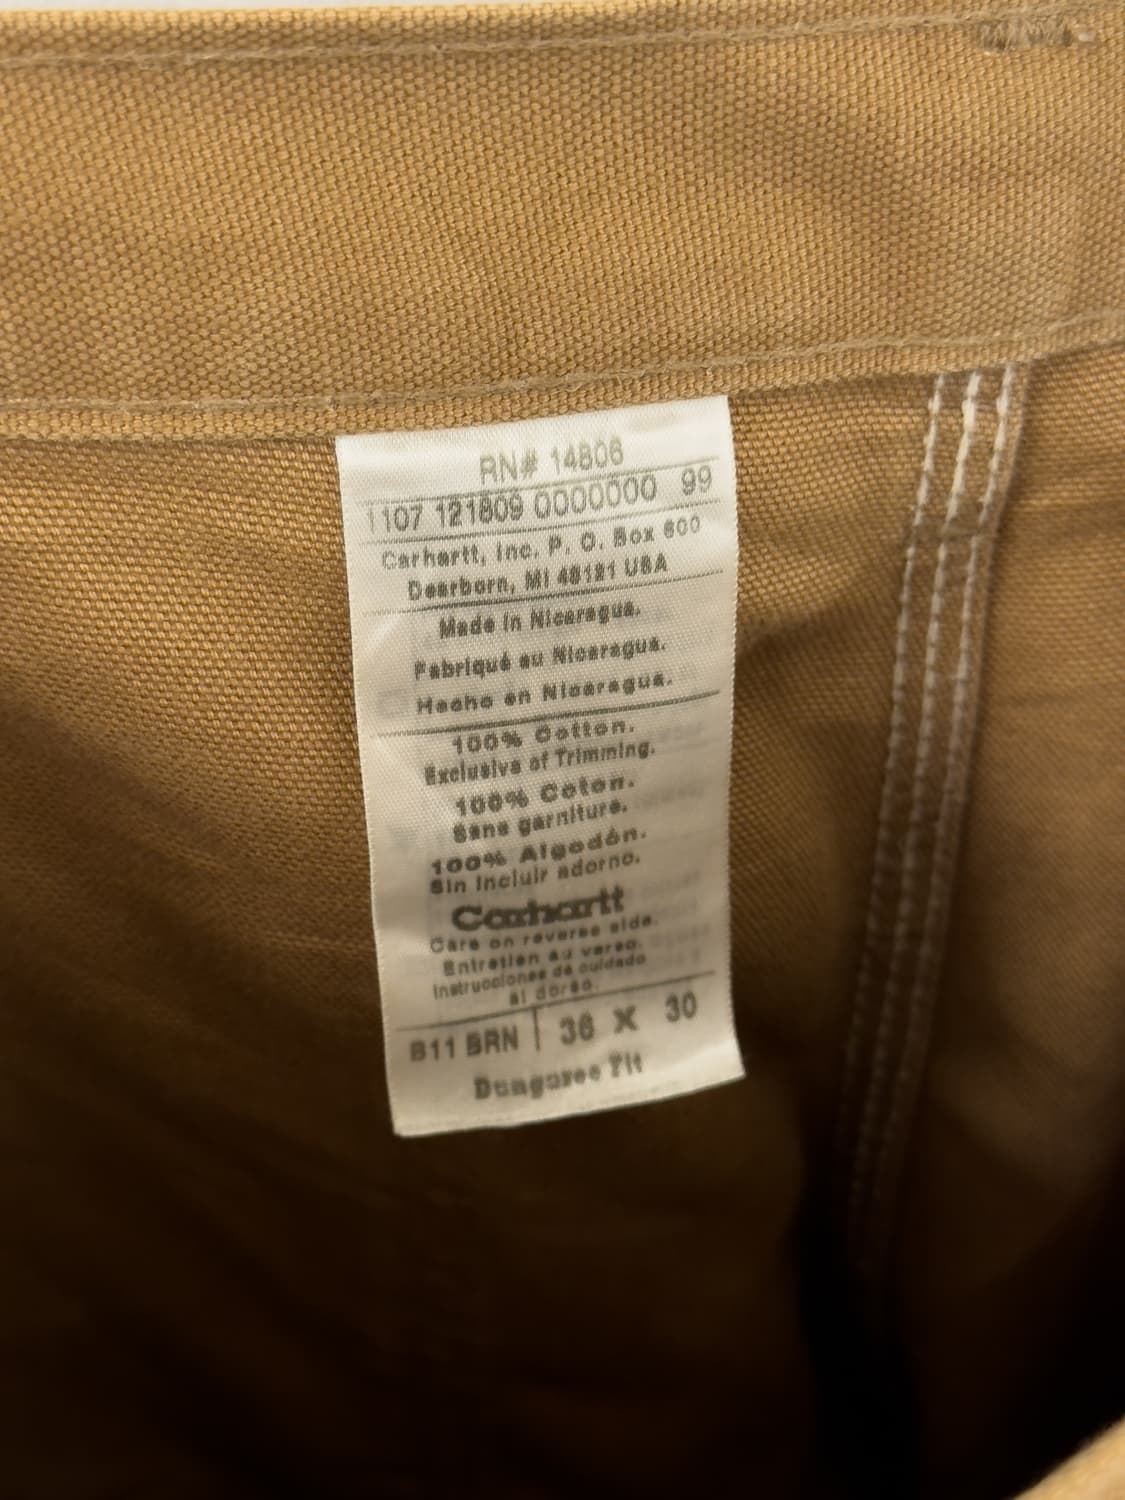 RN# 14806
1107 121809 0000000 99
Carhartt, Inc. P. O. Box 600
Dearborn, MI 48121 USA
Made in Nicaragua.
Fabriqué au Nicaragua.
Hecho en Nicaragua.
100% Cotton.
Exclusive of Trimming.
100% Coton.
Sans garniture.
100% Algodón.
Sin incluir adorno.
Carhartt
Care on reverse side.
Entretien au verso.
Instrucciones de cuidado
al dorso.
B11 BRN 36 X 30
Dungaree Fit